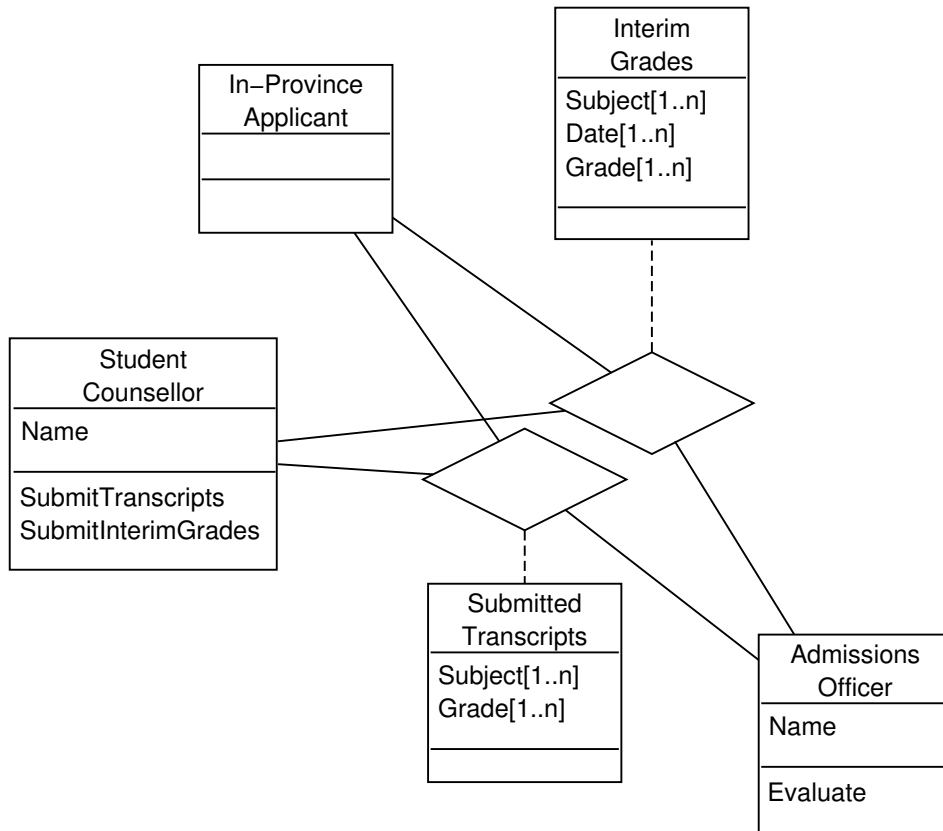 Interim
Grades
Subject[1..n]
Date[1..n]
Grade[1..n]
In−Province
Applicant
Student
Counsellor
Name
SubmitTranscripts
SubmitInterimGrades
Submitted
Transcripts
Subject[1..n]
Grade[1..n]
Admissions
Officer
Name
Evaluate